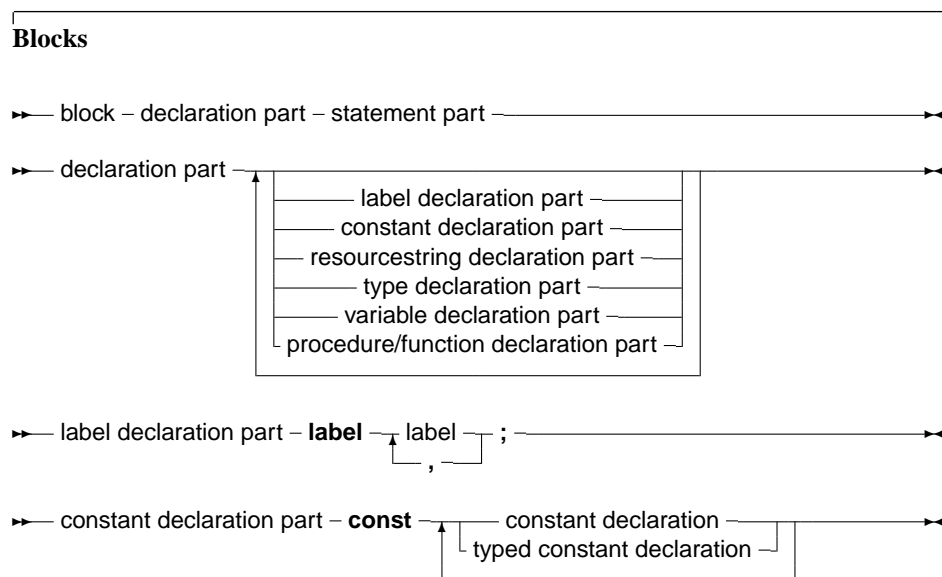 Blocks
block declaration part statement part
declaration part
label declaration part
constant declaration part
resourcestring declaration part
type declaration part
variable declaration part
procedure/function declaration part
label declaration part label label ;
,
constant declaration part const constant declaration
typed constant declaration